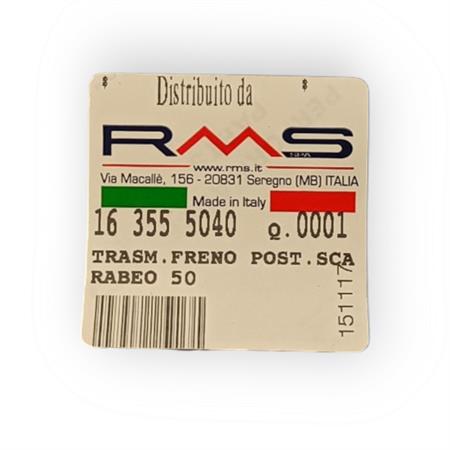 Distribuito da
RMS
S.P.A.
www.rms.it
Via Macallè, 156 - 20831 Seregno (MB) ITALIA
Made in Italy
16 355 5040 Q.0001
TRASM.FRENO POST.SCA
RABEO 50
151117